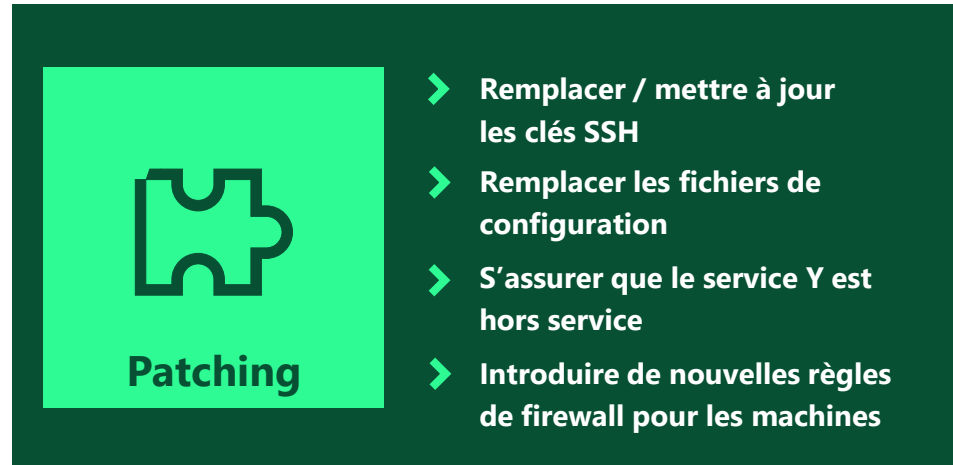 Patching
Remplacer / mettre à jour
les clés SSH
Remplacer les fichiers de
configuration
S’assurer que le service Y est
hors service
Introduire de nouvelles règles
de firewall pour les machines